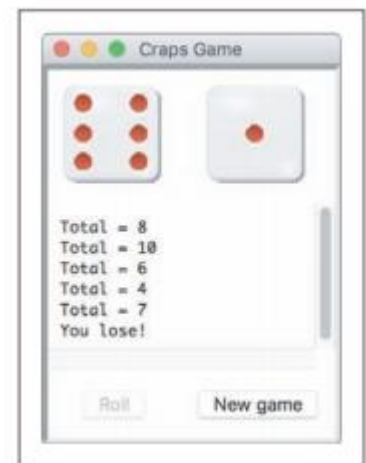 Craps Game
Total = 8
Total = 10
Total = 6
Total = 4
Total = 7
You lose!
Roll
New game